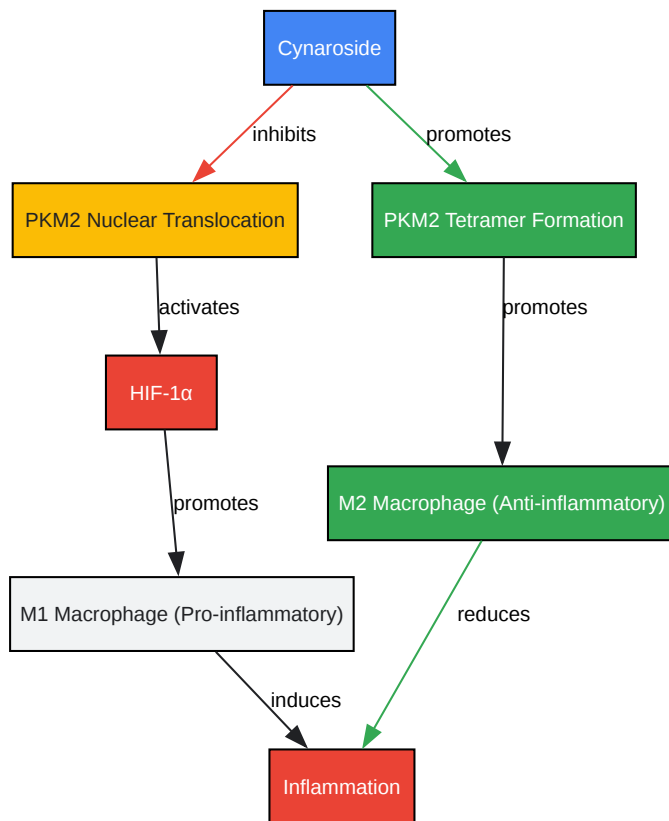 Cynaroside
inhibits
promotes
PKM2 Nuclear Translocation
PKM2 Tetramer Formation
activates
promotes
HIF-1α
promotes
M2 Macrophage (Anti-inflammatory)
M1 Macrophage (Pro-inflammatory)
reduces
induces
Inflammation